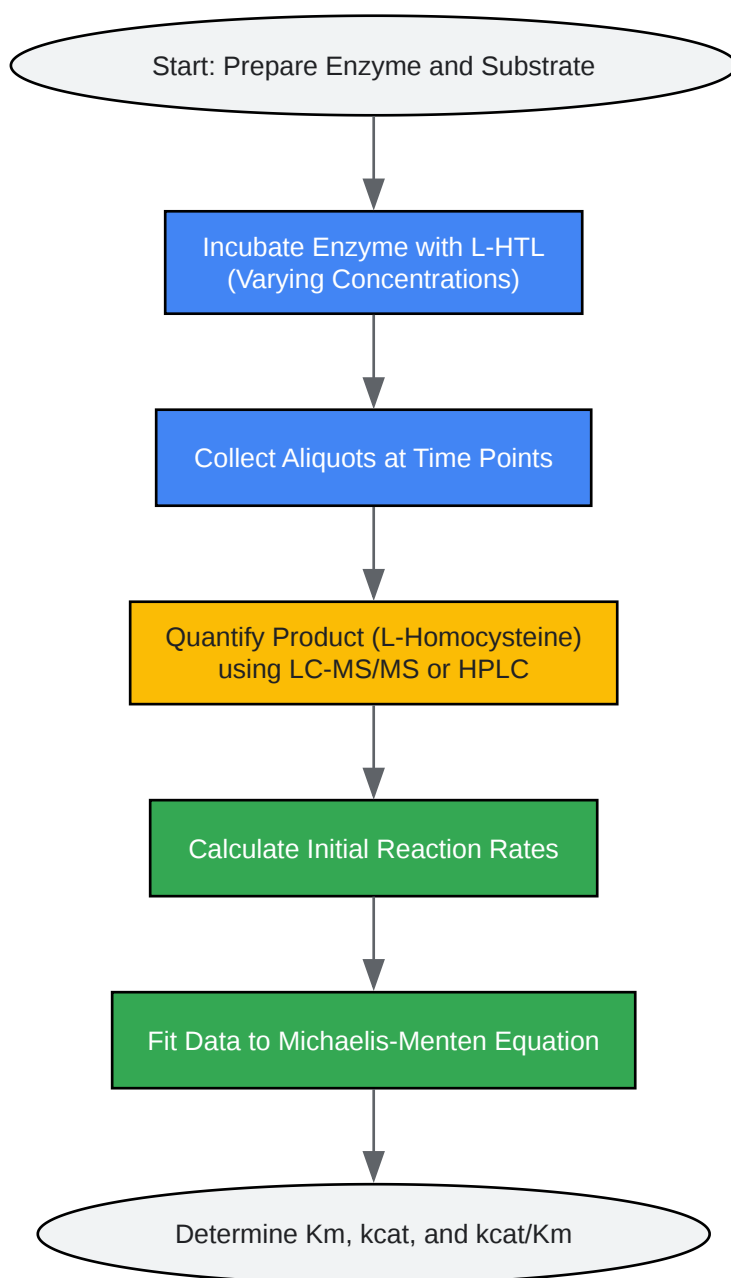 Start: Prepare Enzyme and Substrate
Incubate Enzyme with L-HTL
(Varying Concentrations)
Collect Aliquots at Time Points
Quantify Product (L-Homocysteine)
using LC-MS/MS or HPLC
Calculate Initial Reaction Rates
Fit Data to Michaelis-Menten Equation
Determine Km, kcat, and kcat/Km